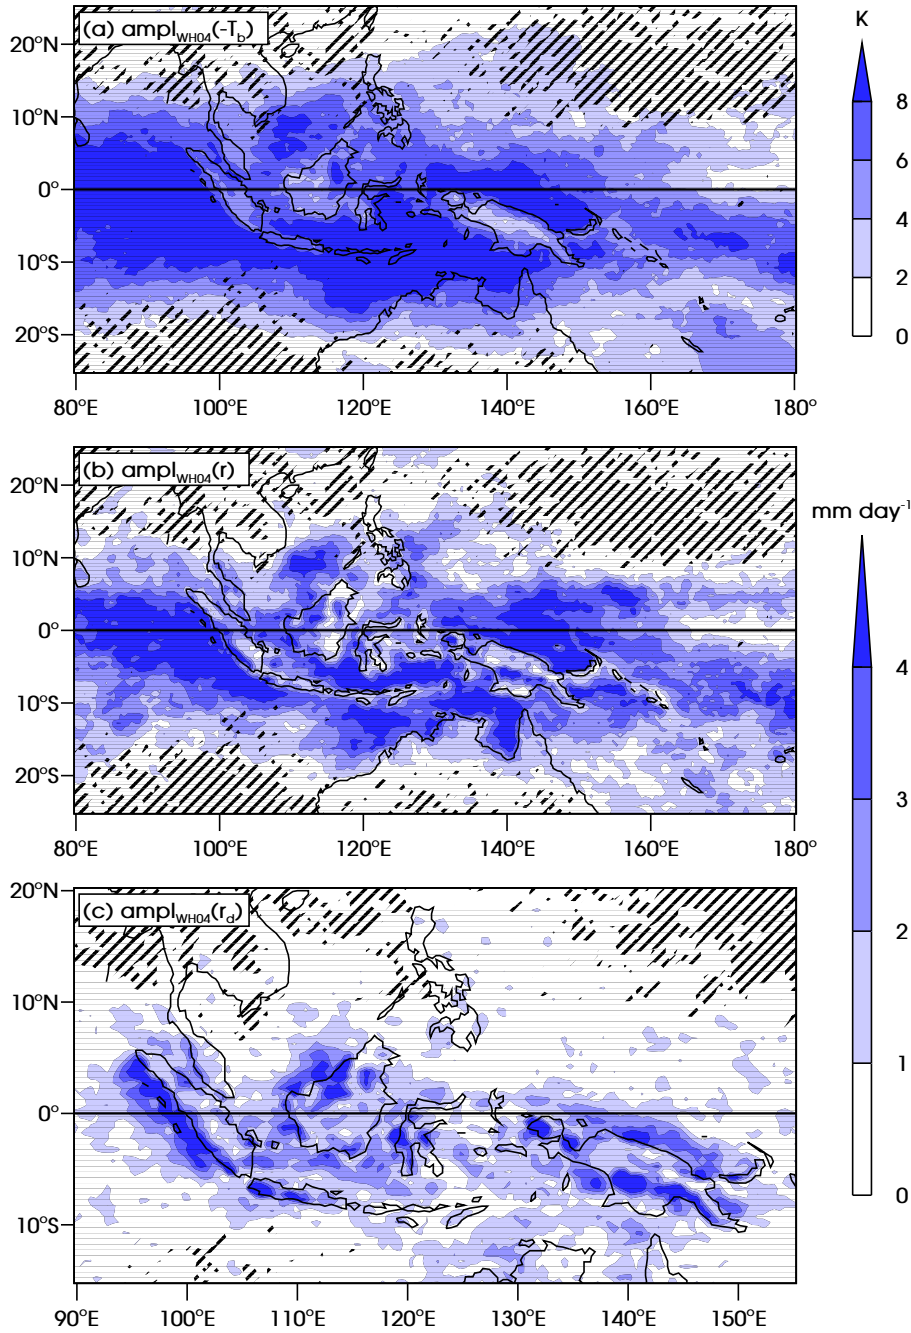 (a) ampl_WH04(-T_b)
20°N
10°N
0°
10°S
20°S
80°E 100°E 120°E 140°E 160°E 180°
K
8
6
4
2
0
(b) ampl_WH04(r)
20°N
10°N
0°
10°S
20°S
80°E 100°E 120°E 140°E 160°E 180°
mm day⁻¹
4
3
2
1
0
(c) ampl_WH04(r_d)
20°N
10°N
0°
10°S
90°E 100°E 110°E 120°E 130°E 140°E 150°E